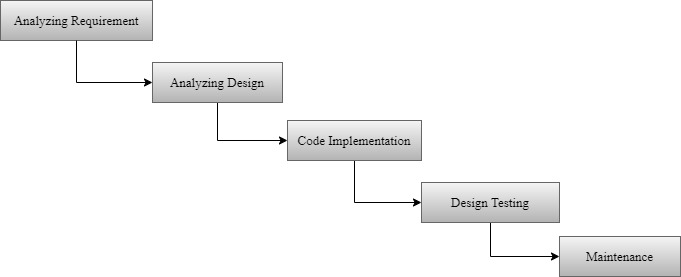 Analyzing Requirement
Analyzing Design
Code Implementation
Design Testing
Maintenance